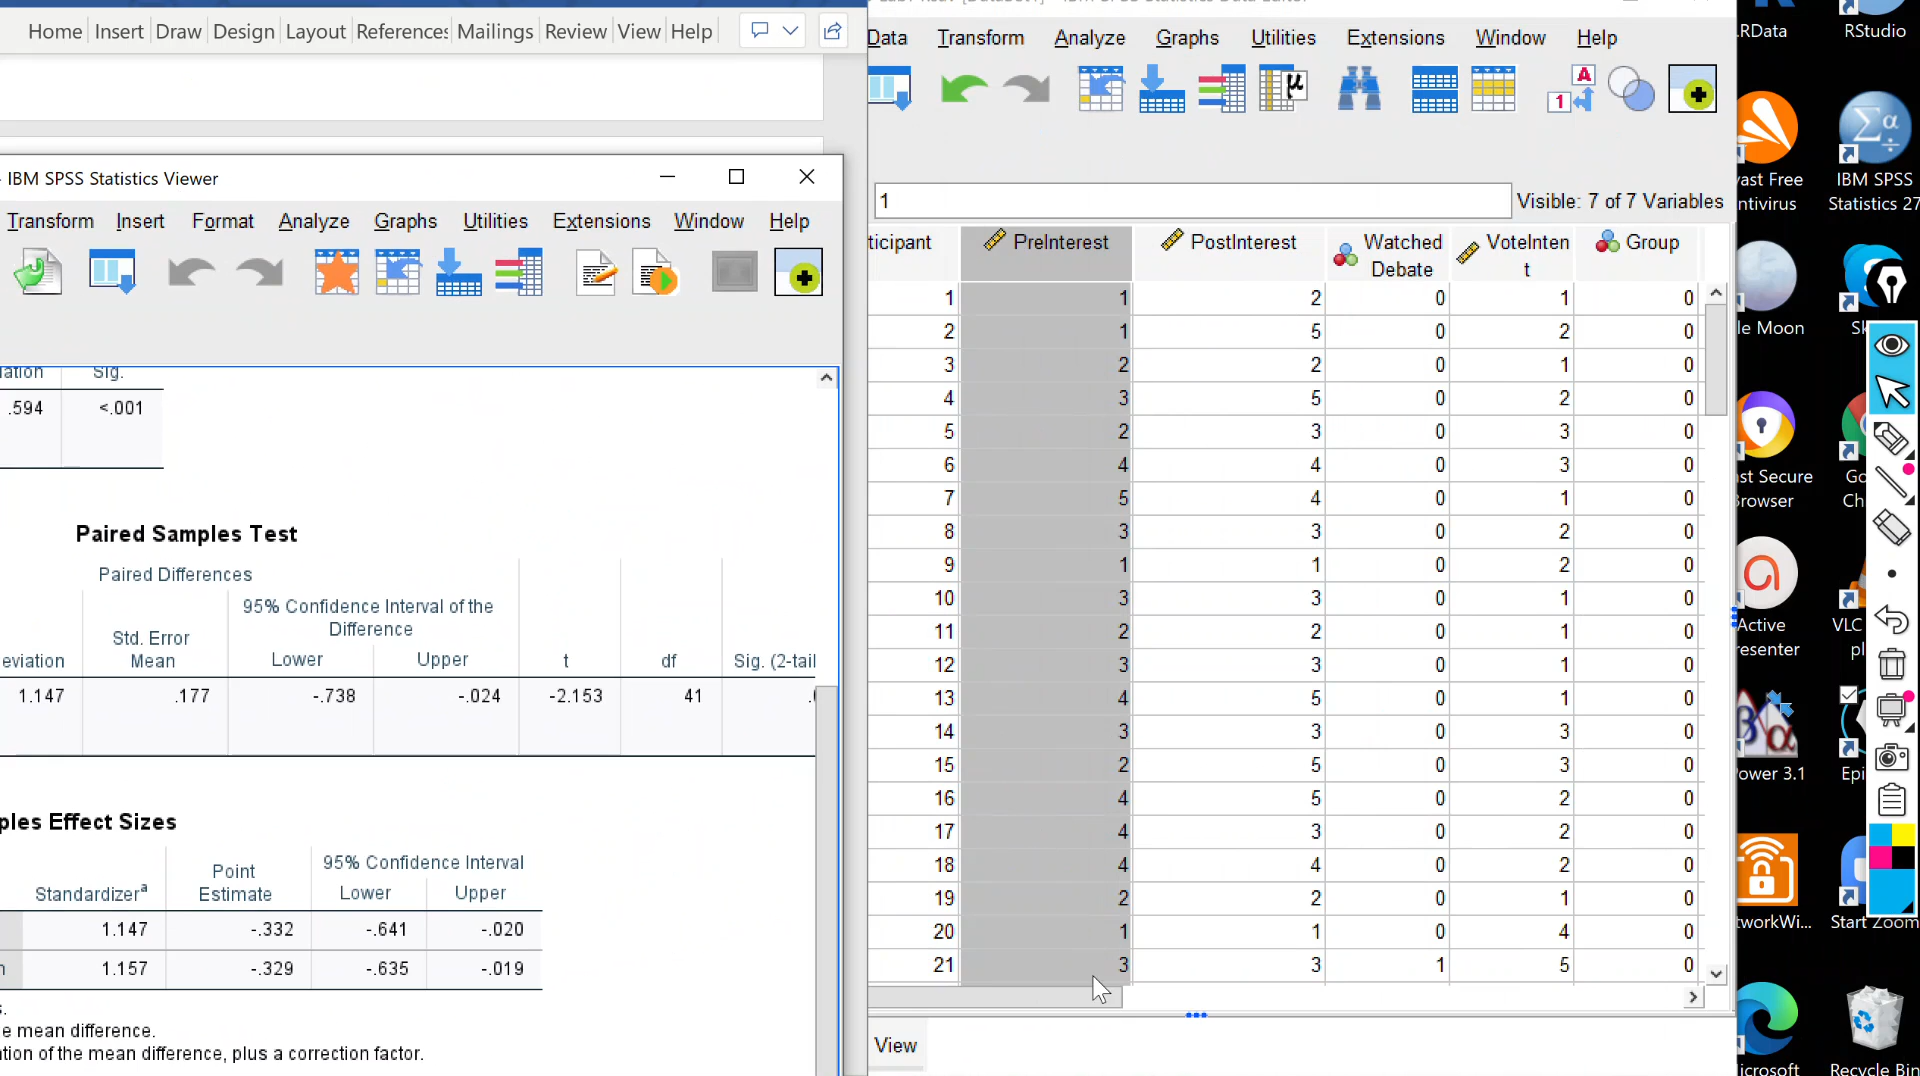 Home Insert Draw Design Layout References Mailings Review View Help
IBM SPSS Statistics Viewer
Transform Insert Format Analyze Graphs Utilities Extensions Window Help
Sig.
.594 <.001
Paired Samples Test
Paired Differences
95% Confidence Interval of the
Difference
Std. Error
Mean
eviation Lower Upper t df Sig. (2-tail
1.147 .177 -.738 -.024 -2.153 41
ples Effect Sizes
Standardizerᵃ Point
Estimate
95% Confidence Interval
Lower Upper
1.147 -.332 -.641 -.020
1.157 -.329 -.635 -.019
e mean difference.
tion of the mean difference, plus a correction factor.
Data Transform Analyze Graphs Utilities Extensions Window Help
1 Visible: 7 of 7 Variables
ticipant PreInterest PostInterest Watched
Debate VoteInten
t Group
1 1 2 0 1 0
2 1 5 0 2 0
3 2 2 0 1 0
4 3 5 0 2 0
5 2 3 0 3 0
6 4 4 0 3 0
7 5 4 0 1 0
8 3 3 0 2 0
9 1 1 0 2 0
10 3 3 0 1 0
11 2 2 0 1 0
12 3 3 0 1 0
13 4 5 0 1 0
14 3 3 0 3 0
15 2 5 0 3 0
16 4 5 0 2 0
17 4 3 0 2 0
18 4 4 0 2 0
19 2 2 0 1 0
20 1 1 0 4 0
21 3 3 1 5 0
View
RData
RStudio
vast Free
ntivirus
IBM SPSS
Statistics 27
le Moon
Sk
st Secure
Browser
Go
Ch
Active
resenter
VLC
pl
ower 3.1
Epi
tworkWi...
Start Zoom
icrosoft
Recycle Bin